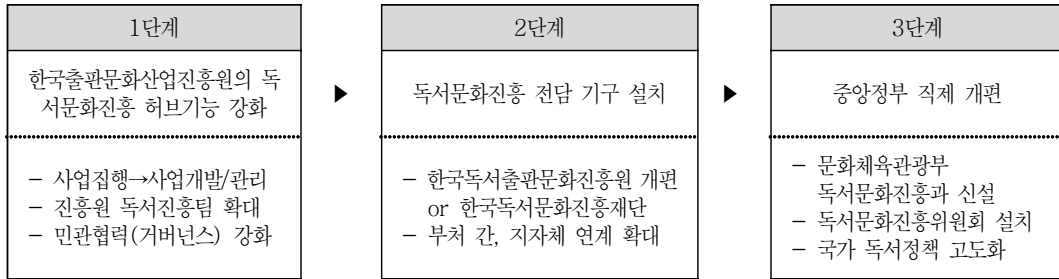 1단계
한국출판문화산업진흥원의 독
서문화진흥 허브기능 강화
- 사업집행→사업개발/관리
- 진흥원 독서진흥팀 확대
- 민관협력(거버넌스) 강화
▶
2단계
독서문화진흥 전담 기구 설치
- 한국독서출판문화진흥원 개편
or 한국독서문화진흥재단
- 부처 간, 지자체 연계 확대
▶
3단계
중앙정부 직제 개편
- 문화체육관광부
독서문화진흥과 신설
- 독서문화진흥위원회 설치
- 국가 독서정책 고도화